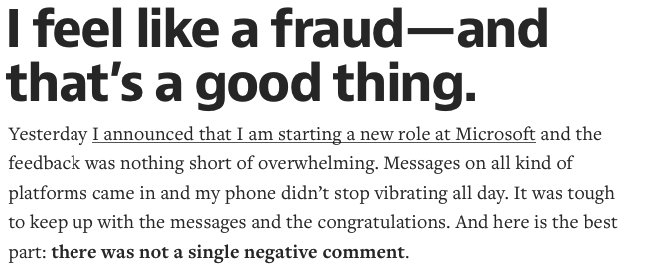 I feel like a fraud—and
that's a good thing.
Yesterday I announced that I am starting a new role at Microsoft and the
feedback was nothing short of overwhelming. Messages on all kind of
platforms came in and my phone didn’t stop vibrating all day. It was tough
to keep up with the messages and the congratulations. And here is the best
part: there was not a single negative comment.